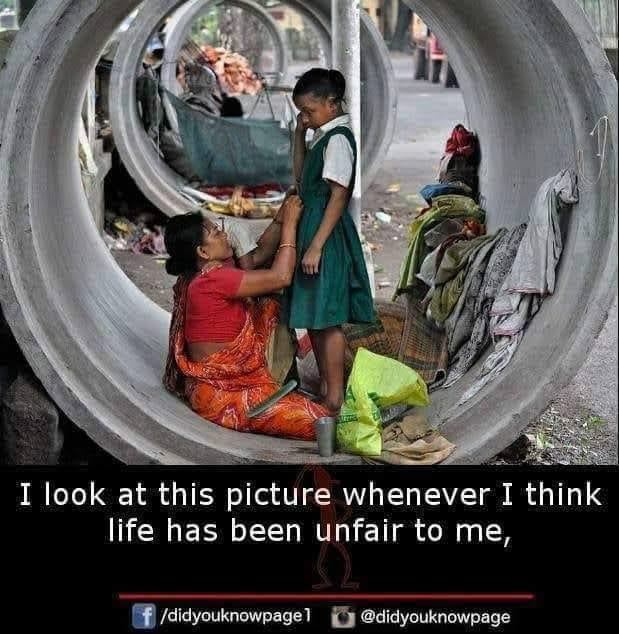 I look at this picture whenever I think
life has been unfair to me,
/didyouknowpage1 @didyouknowpage